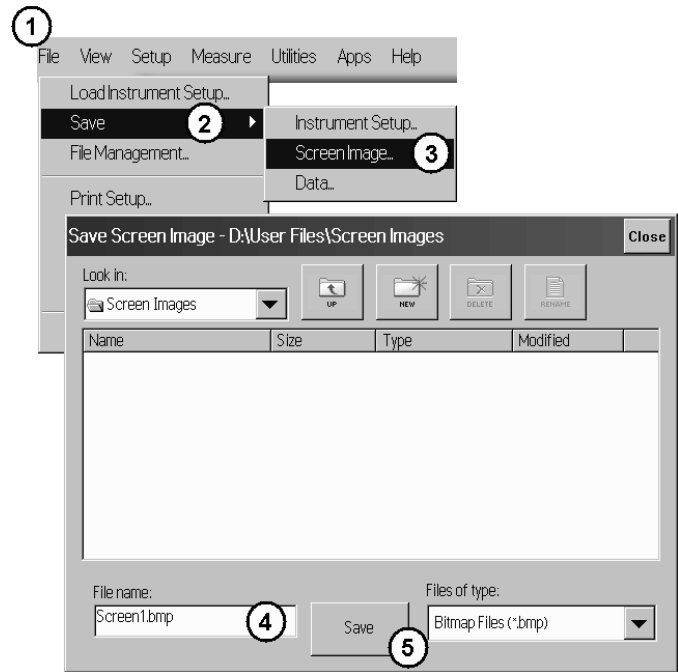 1
File View Setup Measure Utilities Apps Help
Load Instrument Setup...
Save 2
File Management...
Print Setup...
Instrument Setup...
Screen Image... 3
Data...
Save Screen Image - D:\User Files\Screen Images Close
Look in:
Screen Images
UP NEW DELETE RENAME
Name Size Type Modified
File name:
Screen1.bmp 4
Save 5
Files of type:
Bitmap Files (*.bmp)